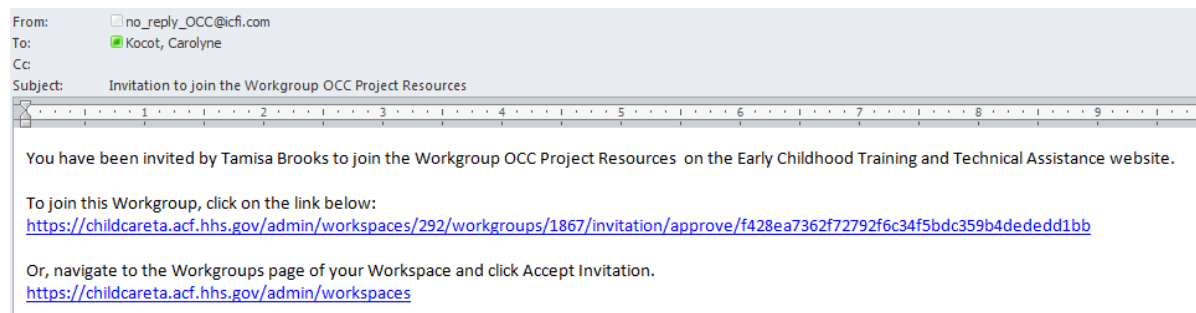 From: no_reply_OCC@icfi.com
To: Kocot, Carolyne
Cc:
Subject: Invitation to join the Workgroup OCC Project Resources
1 2 3 4 5 6 7 8 9
You have been invited by Tamisa Brooks to join the Workgroup OCC Project Resources on the Early Childhood Training and Technical Assistance website.
To join this Workgroup, click on the link below:
https://childcareta.acf.hhs.gov/admin/workspaces/292/workgroups/1867/invitation/approve/f428ea7362f72792f6c34f5bdc359b4dededd1bb
Or, navigate to the Workgroups page of your Workspace and click Accept Invitation.
https://childcareta.acf.hhs.gov/admin/workspaces